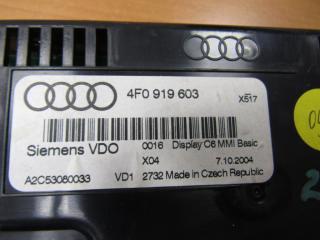 4F0 919 603
X517
Siemens VDO
0016 Display C6 MMI Basic
X04 7.10.2004
A2C53080033 VD1 2732 Made in Czech Republic